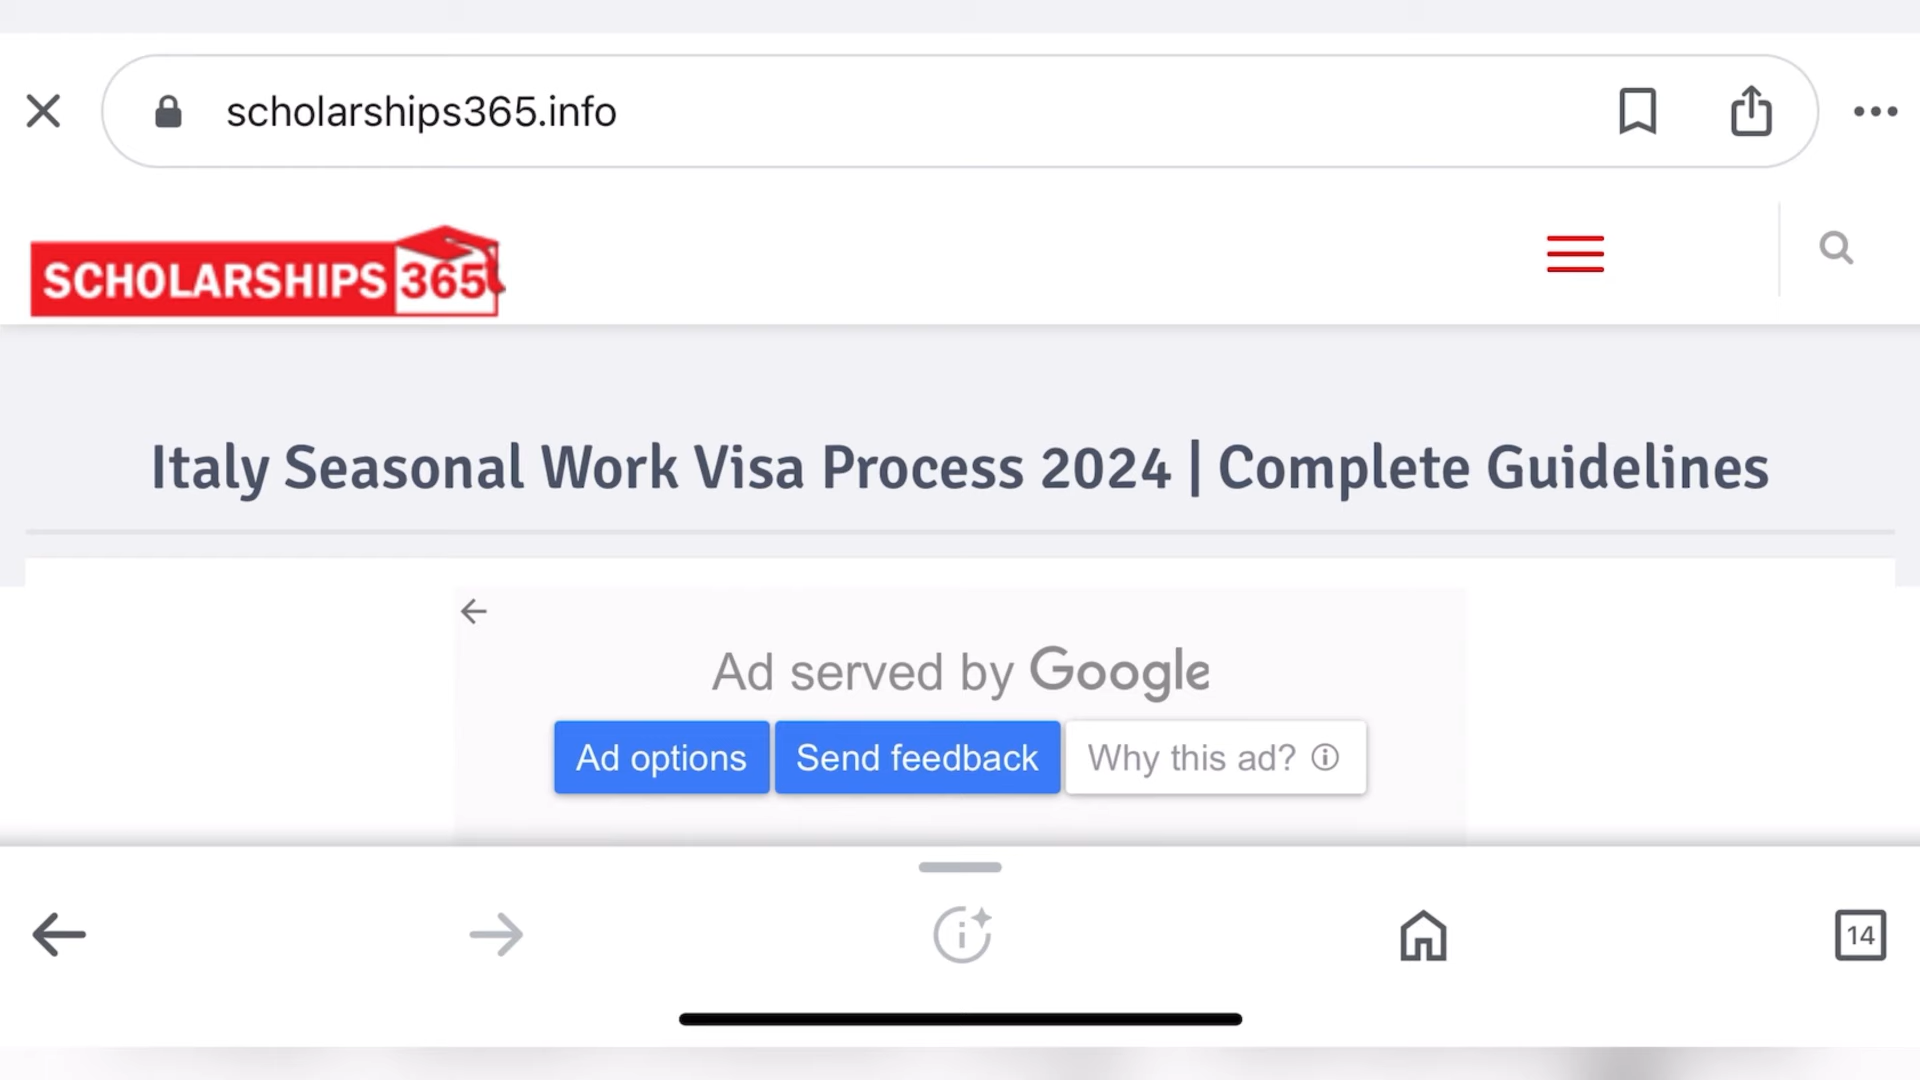 scholarships365.info
SCHOLARSHIPS 365
Italy Seasonal Work Visa Process 2024 | Complete Guidelines
Ad served by Google
Ad options Send feedback Why this ad?
14